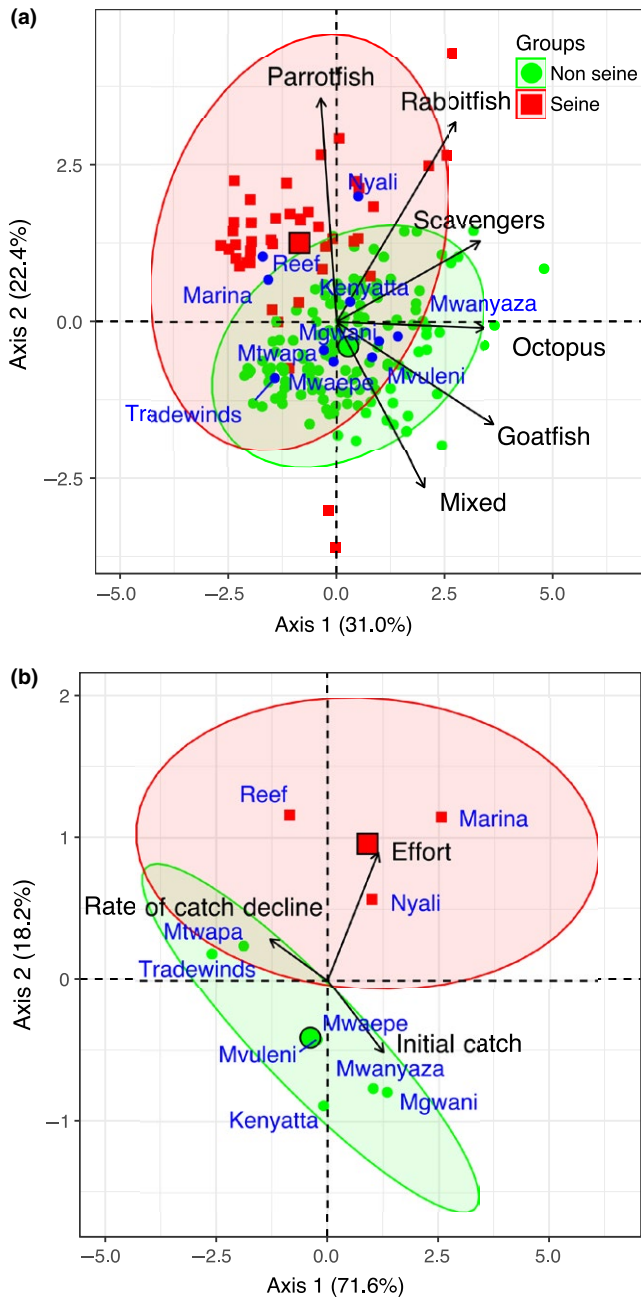 (a)
Groups
Non seine
Seine
Parrotfish
Rabbitfish
Nyali
Scavengers
Reef
Kenyatta
Marina
Mwanyaza
Mgwani
Octopus
Mtwapa
Mwaepe
Mvuleni
Tradewinds
Goatfish
Mixed
2.5
0.0
−2.5
Axis 2 (22.4%)
−5.0 −2.5 0.0 2.5 5.0
Axis 1 (31.0%)
(b)
Reef
Marina
Effort
Nyali
Rate of catch decline
Mtwapa
Tradewinds
Mwaepe
Mvuleni
Initial catch
Mwanyaza
Mgwani
Kenyatta
2
1
0
−1
Axis 2 (18.2%)
−5.0 −2.5 0.0 2.5 5.0
Axis 1 (71.6%)